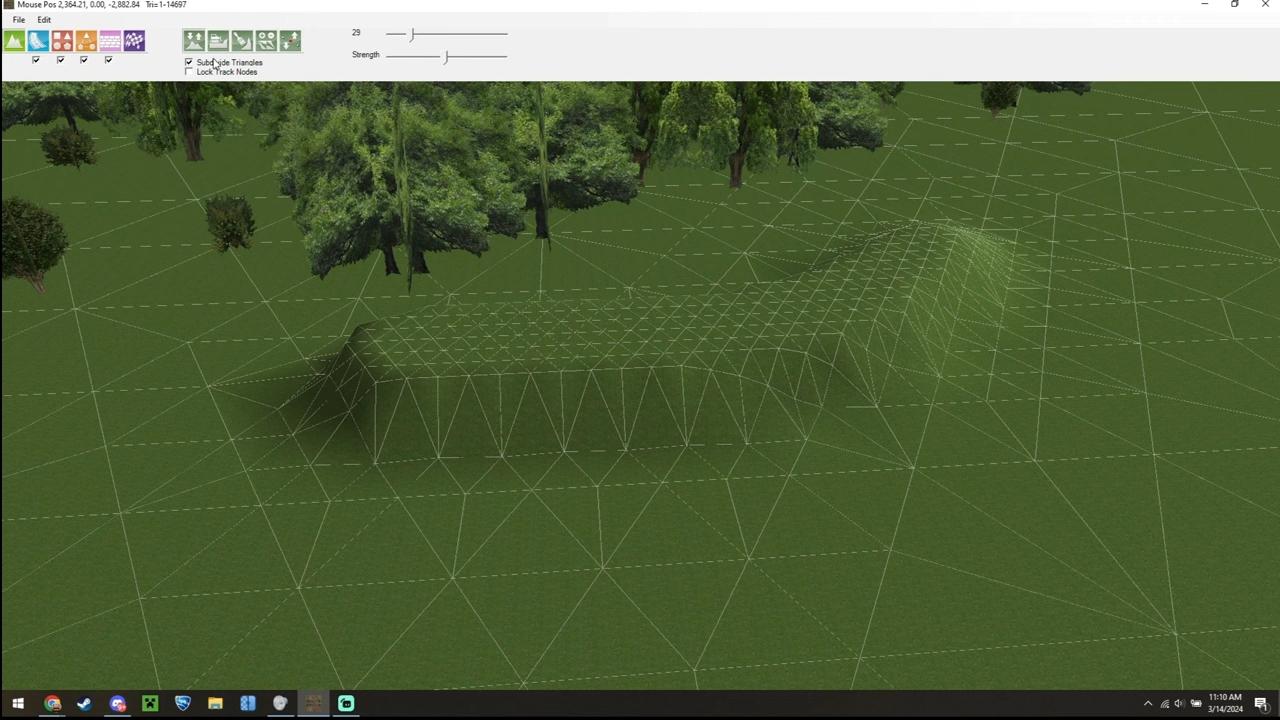 Mouse Pos 2,364.21, 0.00, -2,882.84 Tri=1-14697
File Edit
29
Strength
Subdivide Triangles
Lock Track Nodes
11:10 AM
3/14/2024